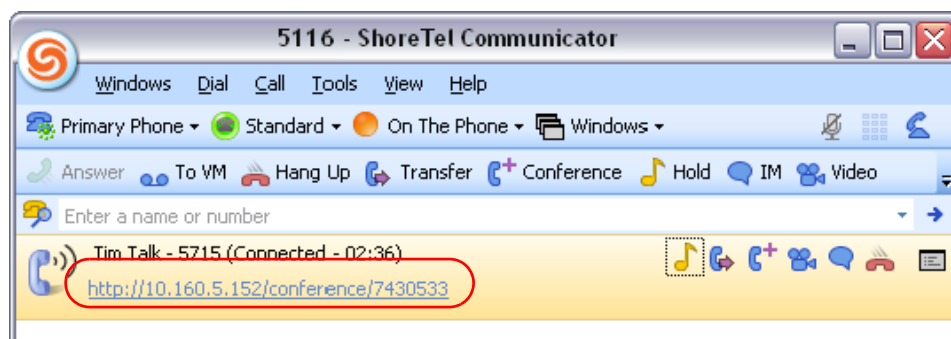 5116 - ShoreTel Communicator
Windows Dial Call Tools View Help
Primary Phone Standard On The Phone Windows
Answer To VM Hang Up Transfer Conference Hold IM Video
Enter a name or number
Tim Talk - 5715 (Connected - 02:36)
http://10.160.5.152/conference/7430533